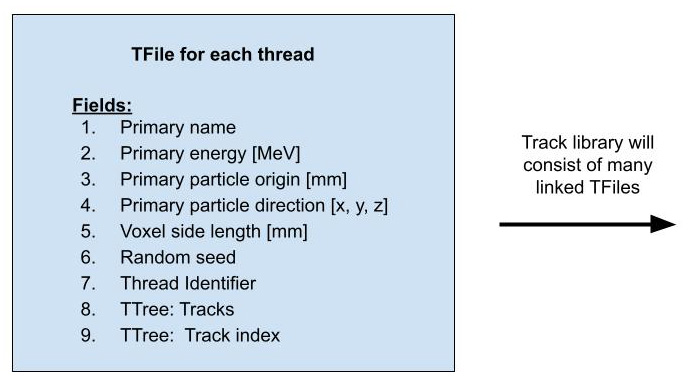 TFile for each thread
Fields:
1. Primary name
2. Primary energy [MeV]
3. Primary particle origin [mm]
4. Primary particle direction [x, y, z]
5. Voxel side length [mm]
6. Random seed
7. Thread Identifier
8. TTree: Tracks
9. TTree: Track index
Track library will
consist of many
linked TFiles